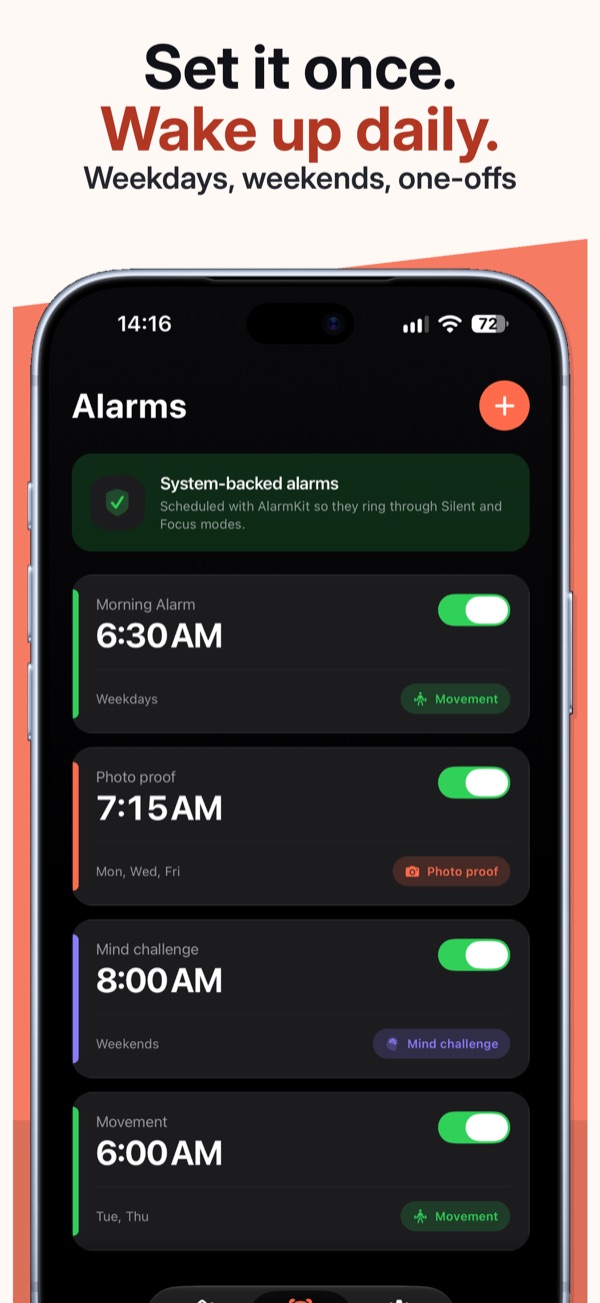 Set it once.
Wake up daily.
Weekdays, weekends, one-offs
14:16
72
Alarms
System-backed alarms
Scheduled with AlarmKit so they ring through Silent and
Focus modes.
Morning Alarm
6:30 AM
Weekdays
Movement
Photo proof
7:15 AM
Mon, Wed, Fri
Photo proof
Mind challenge
8:00 AM
Weekends
Mind challenge
Movement
6:00 AM
Tue, Thu
Movement